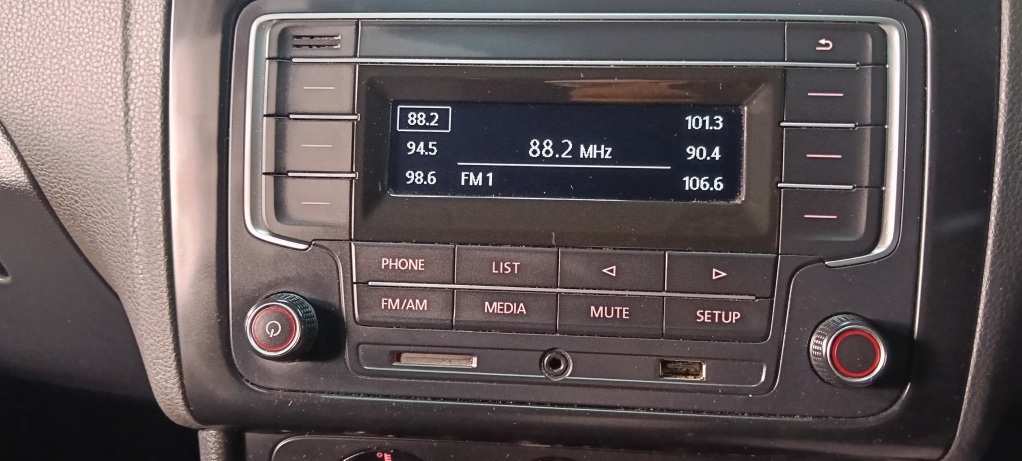 88.2
94.5
98.6
88.2 MHz
FM 1
101.3
90.4
106.6
PHONE
LIST
FM/AM
MEDIA
MUTE
SETUP